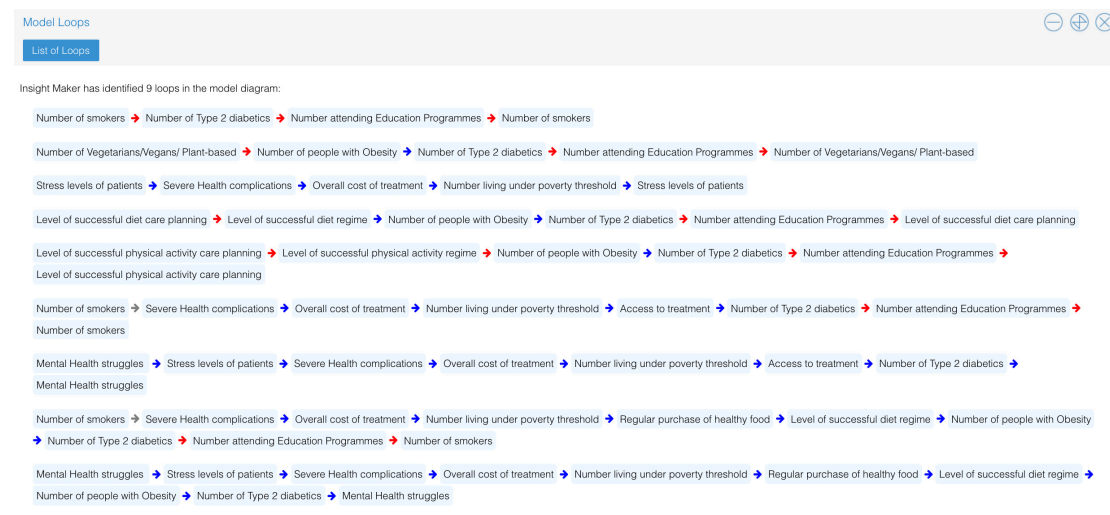 Model Loops
List of Loops
Insight Maker has identified 9 loops in the model diagram:
Number of smokers → Number of Type 2 diabetics → Number attending Education Programmes → Number of smokers
Number of Vegetarians/Vegans/ Plant-based → Number of people with Obesity → Number of Type 2 diabetics → Number attending Education Programmes → Number of Vegetarians/Vegans/ Plant-based
Stress levels of patients → Severe Health complications → Overall cost of treatment → Number living under poverty threshold → Stress levels of patients
Level of successful diet care planning → Level of successful diet regime → Number of people with Obesity → Number of Type 2 diabetics → Number attending Education Programmes → Level of successful diet care planning
Level of successful physical activity care planning → Level of successful physical activity regime → Number of people with Obesity → Number of Type 2 diabetics → Number attending Education Programmes →
Level of successful physical activity care planning
Number of smokers → Severe Health complications → Overall cost of treatment → Number living under poverty threshold → Access to treatment → Number of Type 2 diabetics → Number attending Education Programmes →
Number of smokers
Mental Health struggles → Stress levels of patients → Severe Health complications → Overall cost of treatment → Number living under poverty threshold → Access to treatment → Number of Type 2 diabetics →
Mental Health struggles
Number of smokers → Severe Health complications → Overall cost of treatment → Number living under poverty threshold → Regular purchase of healthy food → Level of successful diet regime → Number of people with Obesity
→ Number of Type 2 diabetics → Number attending Education Programmes → Number of smokers
Mental Health struggles → Stress levels of patients → Severe Health complications → Overall cost of treatment → Number living under poverty threshold → Regular purchase of healthy food → Level of successful diet regime →
Number of people with Obesity → Number of Type 2 diabetics → Mental Health struggles